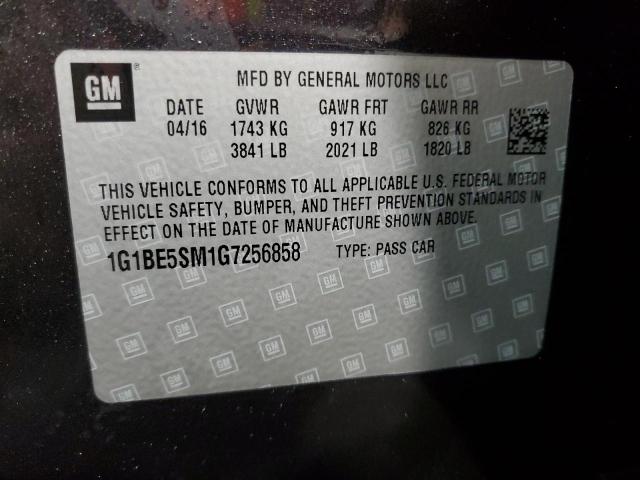 GM ® MFD BY GENERAL MOTORS LLC
DATE GVWR GAWR FRT GAWR RR
04/16 1743 KG 917 KG 826 KG
3841 LB 2021 LB 1820 LB
THIS VEHICLE CONFORMS TO ALL APPLICABLE U.S. FEDERAL MOTOR
VEHICLE SAFETY, BUMPER, AND THEFT PREVENTION STANDARDS IN
EFFECT ON THE DATE OF MANUFACTURE SHOWN ABOVE.
1G1BE5SM1G7256858 TYPE: PASS CAR